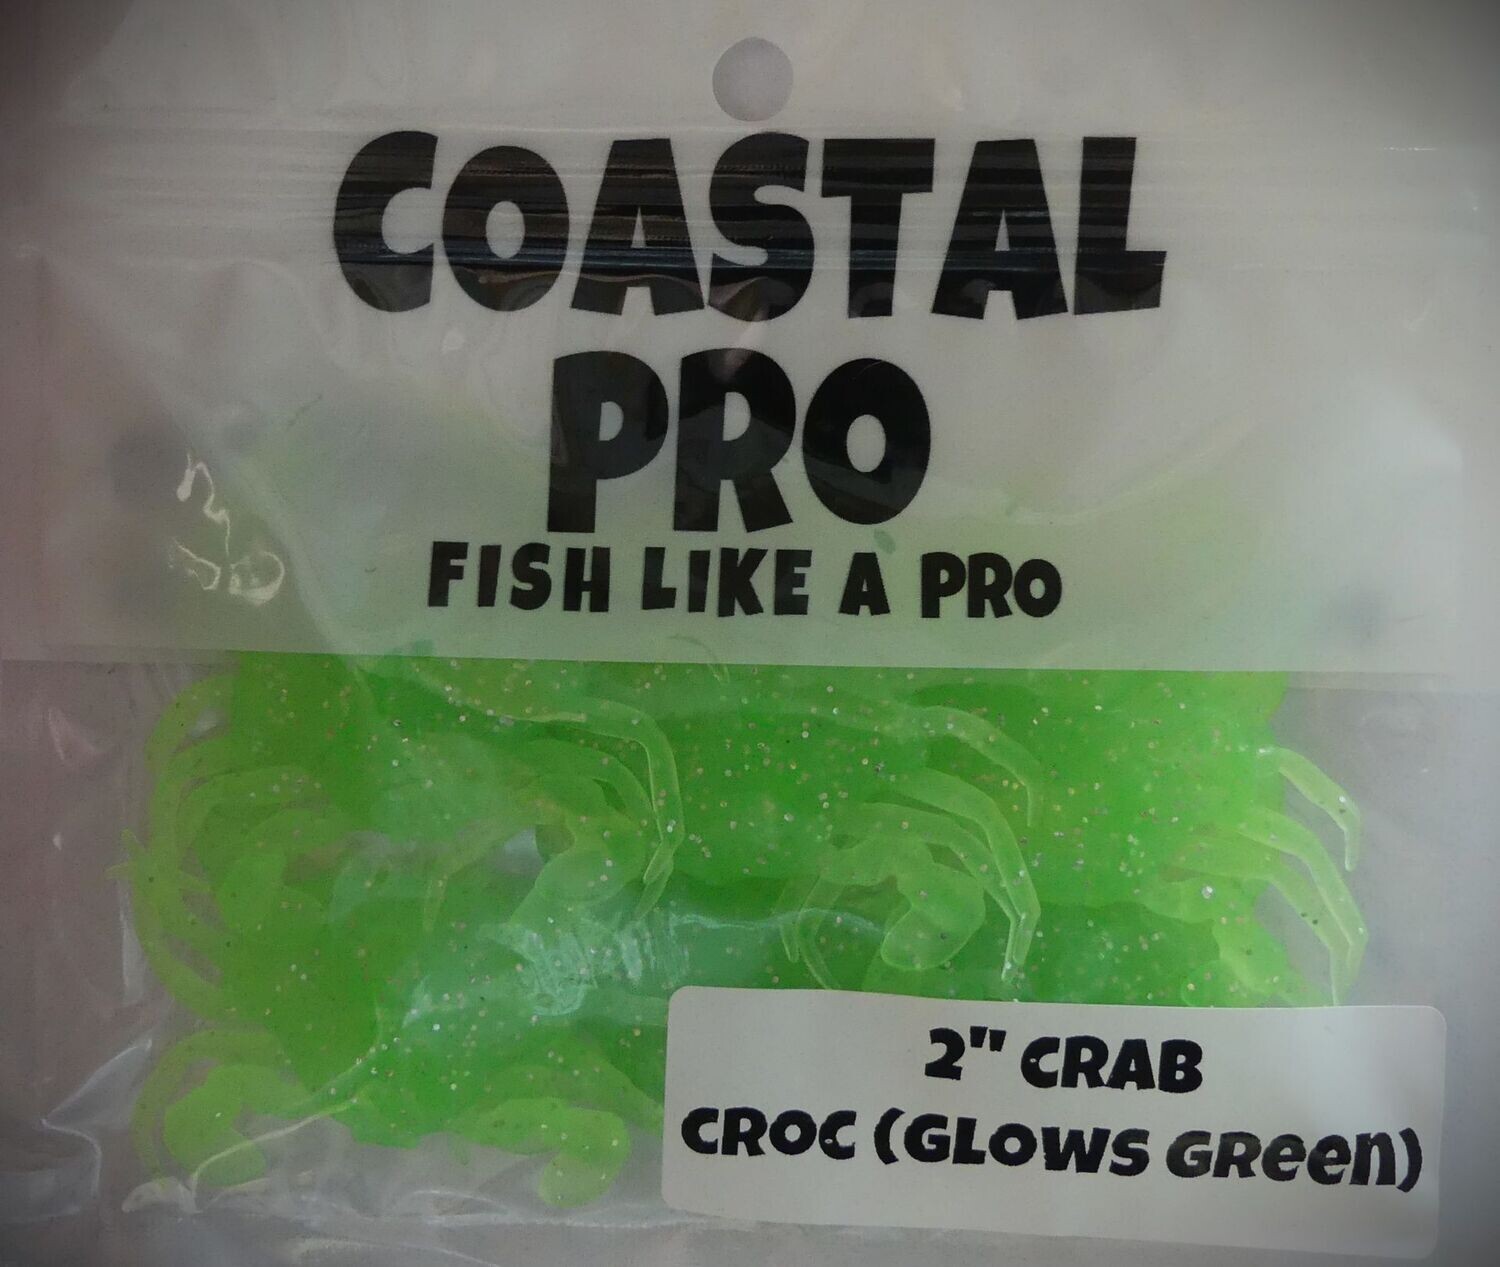 COASTAL
PRO
FISH LIKE A PRO
2" CRAB
CROC (GLOWS GReen)